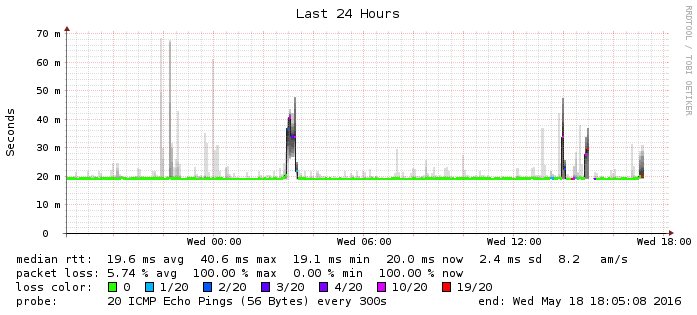 Last 24 Hours
RRDTOOL / TOBI OETIKER
Seconds
70 m
60 m
50 m
40 m
30 m
20 m
10 m
0
Wed 00:00 Wed 06:00 Wed 12:00 Wed 18:00
median rtt: 19.6 ms avg 40.6 ms max 19.1 ms min 20.0 ms now 2.4 ms sd 8.2 am/s
packet loss: 5.74 % avg 100.00 % max 0.00 % min 100.00 % now
loss color: 0 1/20 2/20 3/20 4/20 10/20 19/20
probe: 20 ICMP Echo Pings (56 Bytes) every 300s end: Wed May 18 18:05:08 2016